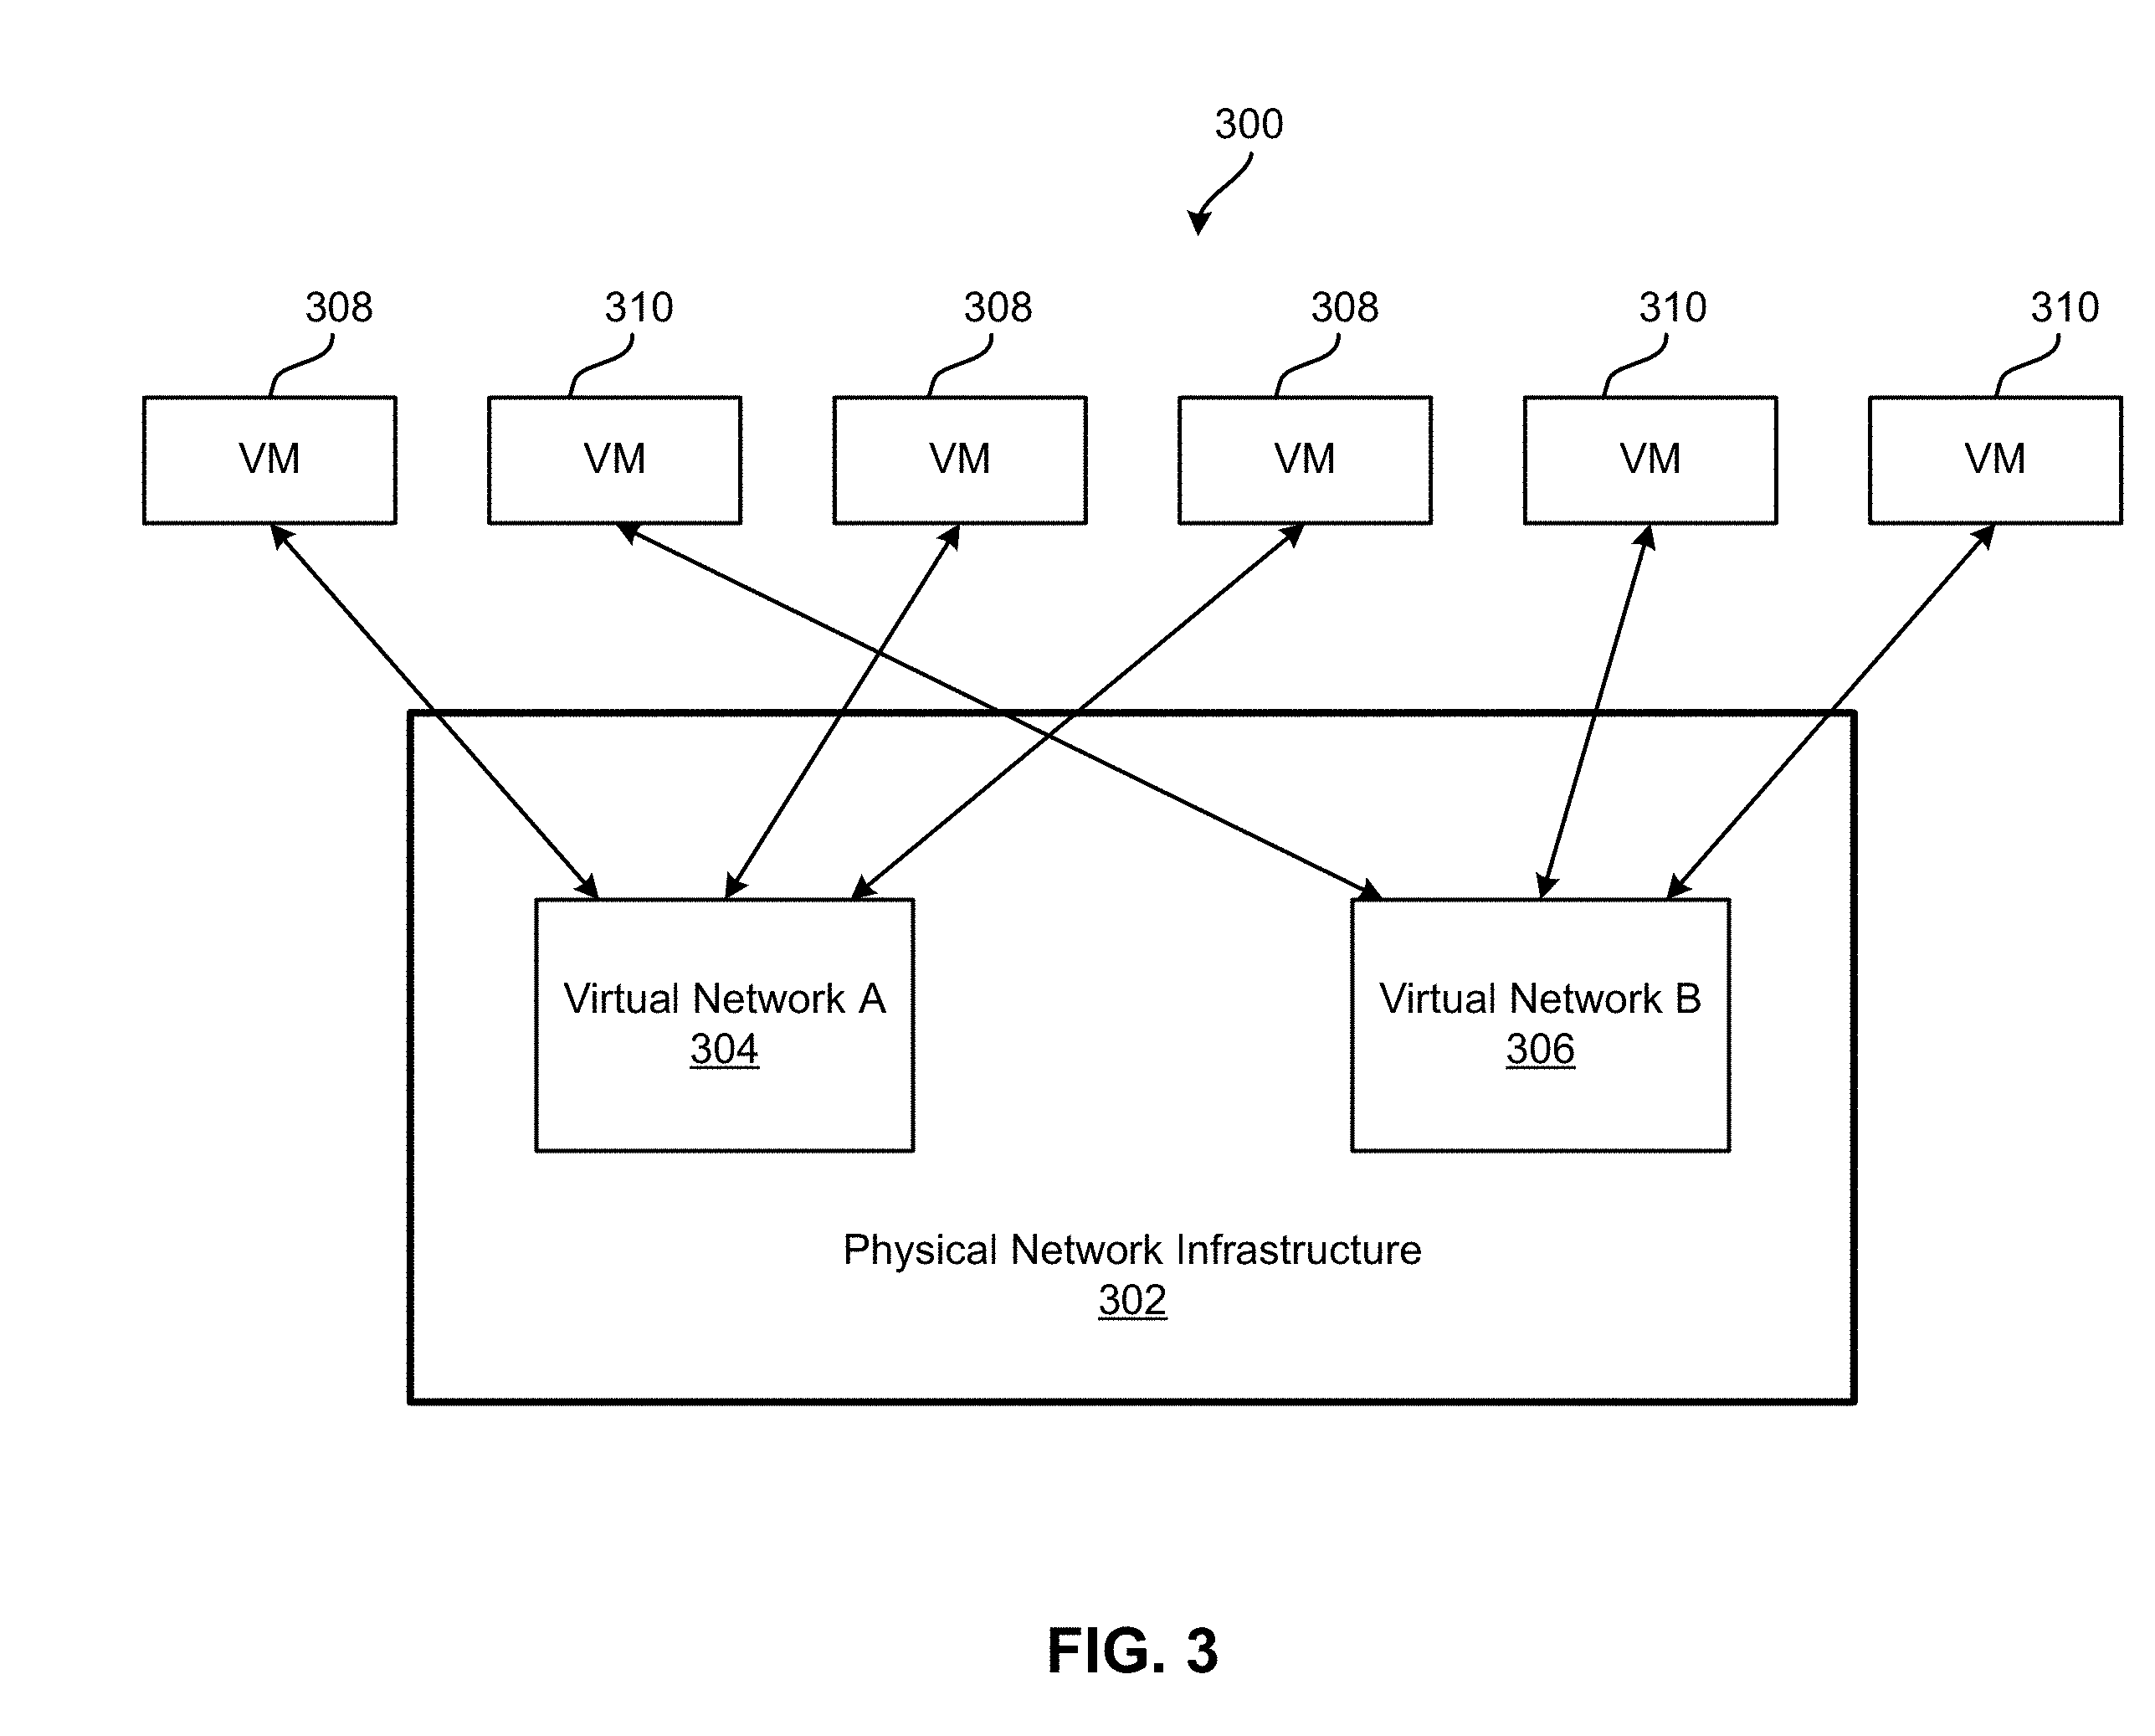 300
308
310
308
308
310
310
VM
VM
VM
VM
VM
VM
Virtual Network A
304
Virtual Network B
306
Physical Network Infrastructure
302
FIG. 3